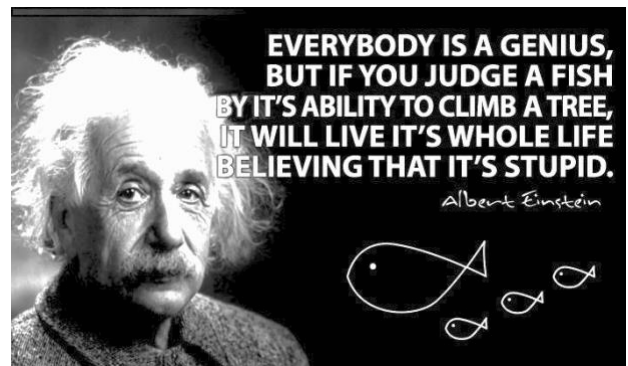 EVERYBODY IS A GENIUS,
BUT IF YOU JUDGE A FISH
BY IT'S ABILITY TO CLIMB A TREE,
IT WILL LIVE IT'S WHOLE LIFE
BELIEVING THAT IT'S STUPID.
Albert Einstein